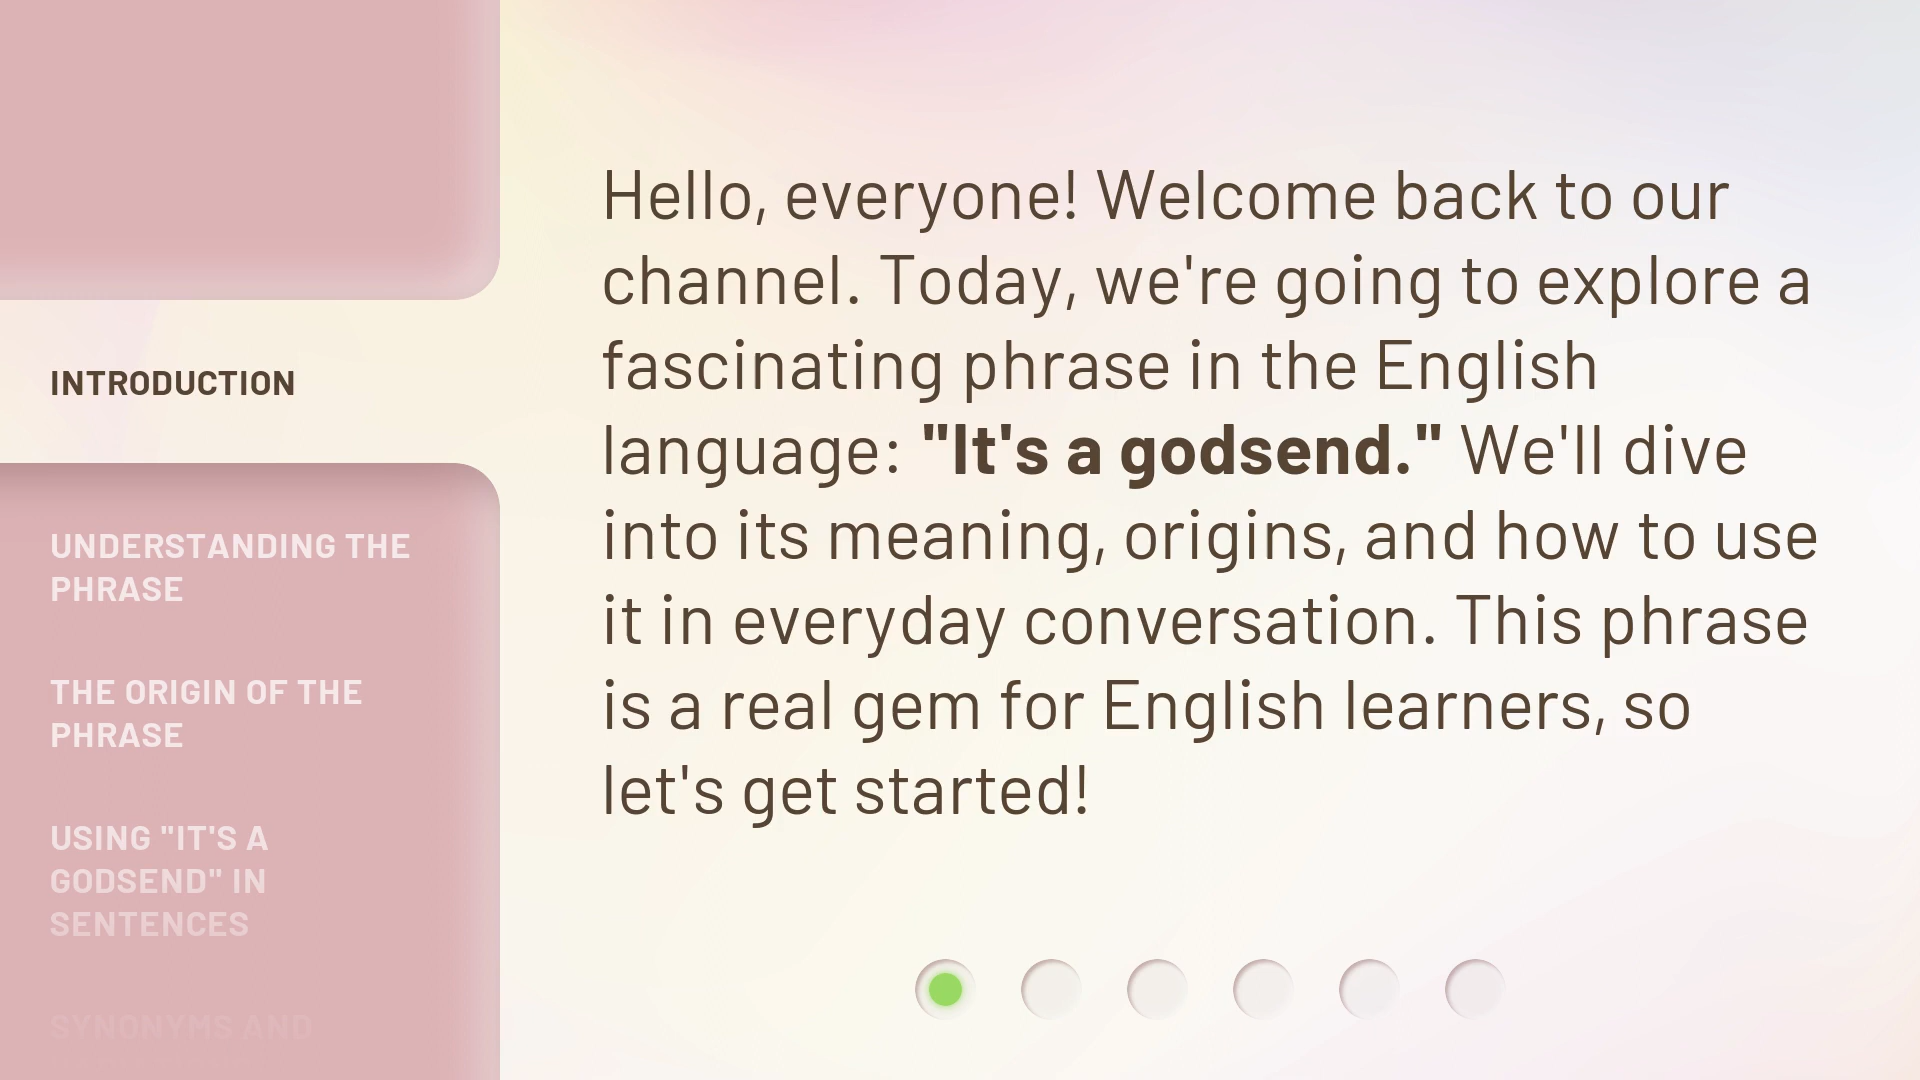 INTRODUCTION
UNDERSTANDING THE
PHRASE
THE ORIGIN OF THE
PHRASE
USING "IT'S A
GODSEND" IN
SENTENCES
SYNONYMS AND
Hello, everyone! Welcome back to our
channel. Today, we're going to explore a
fascinating phrase in the English
language: "It's a godsend." We'll dive
into its meaning, origins, and how to use
it in everyday conversation. This phrase
is a real gem for English learners, so
let's get started!